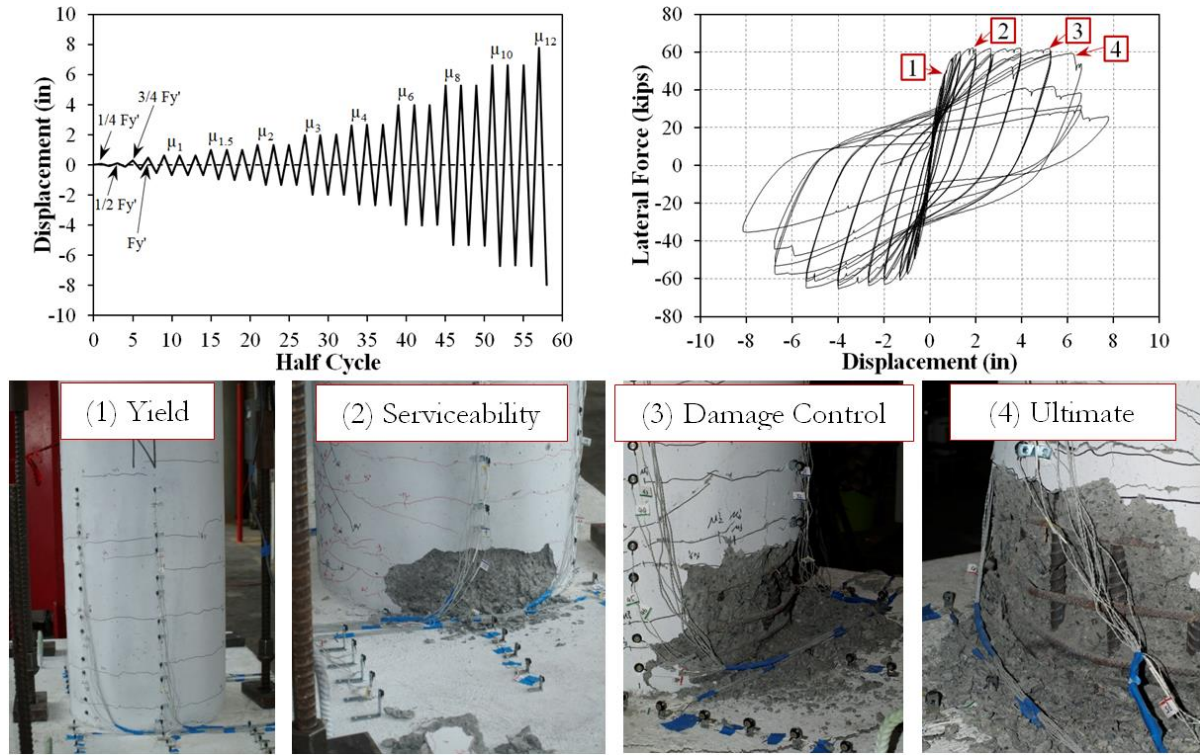 10
8
6
4
2
0
-2
-4
-6
-8
-10
Displacement (in)
1/4 Fy'
3/4 Fy'
1/2 Fy'
Fy'
μ1
μ1.5
μ2
μ3
μ4
μ6
μ8
μ10
μ12
0 5 10 15 20 25 30 35 40 45 50 55 60
Half Cycle
80
60
40
20
0
-20
-40
-60
-80
Lateral Force (kips)
1
2
3
4
-10 -8 -6 -4 -2 0 2 4 6 8 10
Displacement (in)
(1) Yield
(2) Serviceability
(3) Damage Control
(4) Ultimate
N